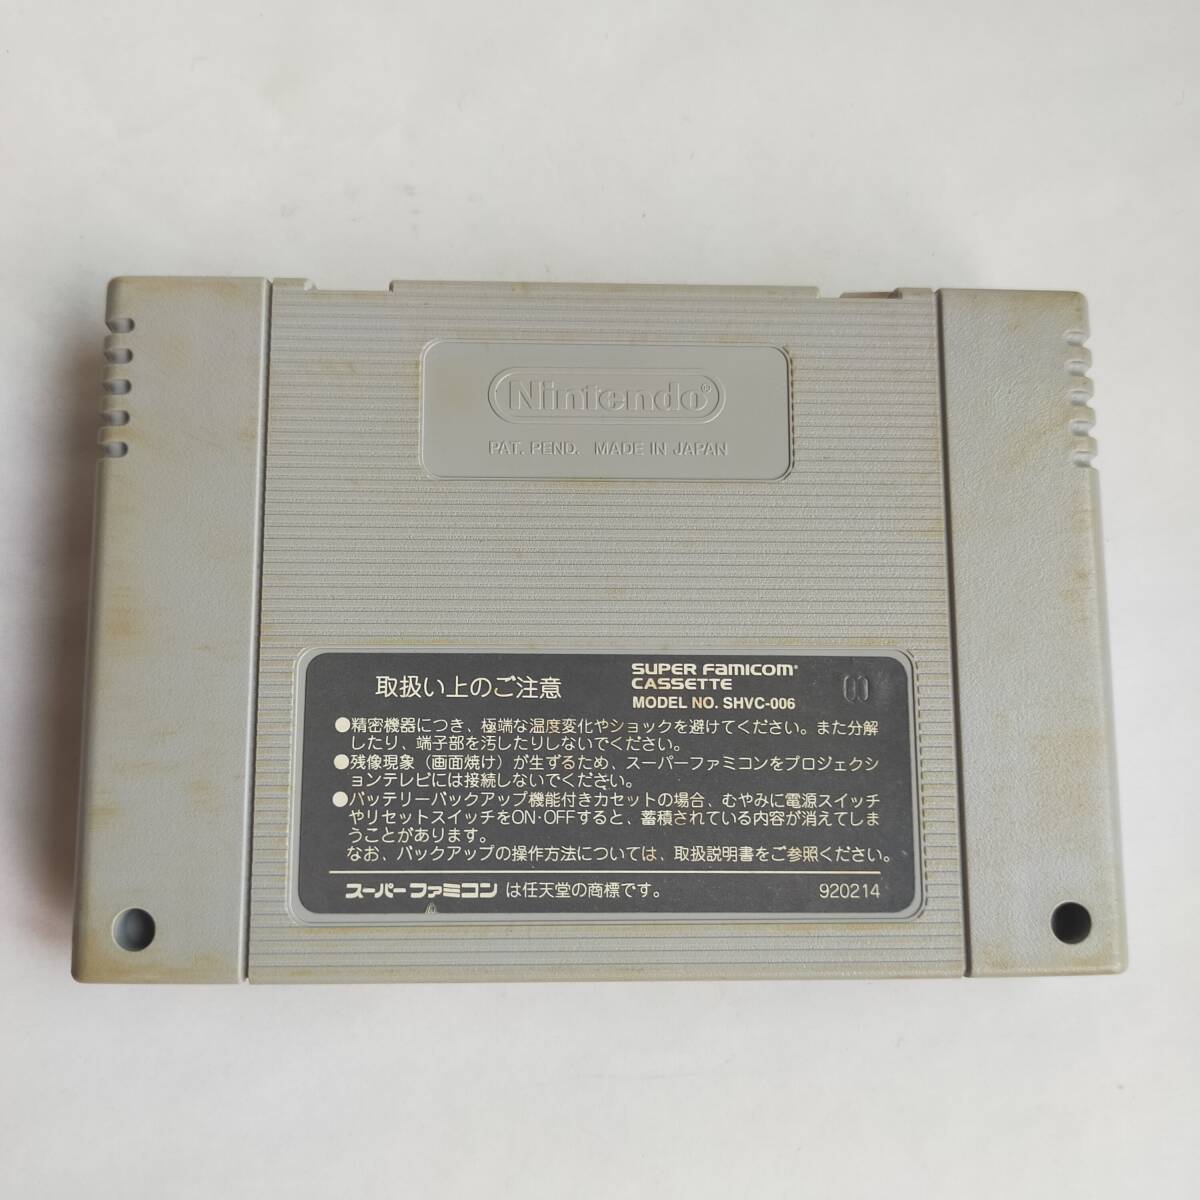 Nintendo®
PAT. PEND. MADE IN JAPAN
取扱い上のご注意
SUPER FAMICOM
CASSETTE
MODEL NO. SHVC-006
●精密機器につき、極端な温度変化やショックを避けてください。また分解
したり、端子部を汚したりしないでください。
●残像現象（画面焼け）が生ずるため、スーパーファミコンをプロジェクシ
ョンテレビには接続しないでください。
●バッテリーバックアップ機能付きカセットの場合、むやみに電源スイッチ
やリセットスイッチをON・OFFすると、蓄積されている内容が消えてしま
うことがあります。
なお、バックアップの操作方法については、取扱説明書をご参照ください。
スーパーファミコン は任天堂の商標です。
920214